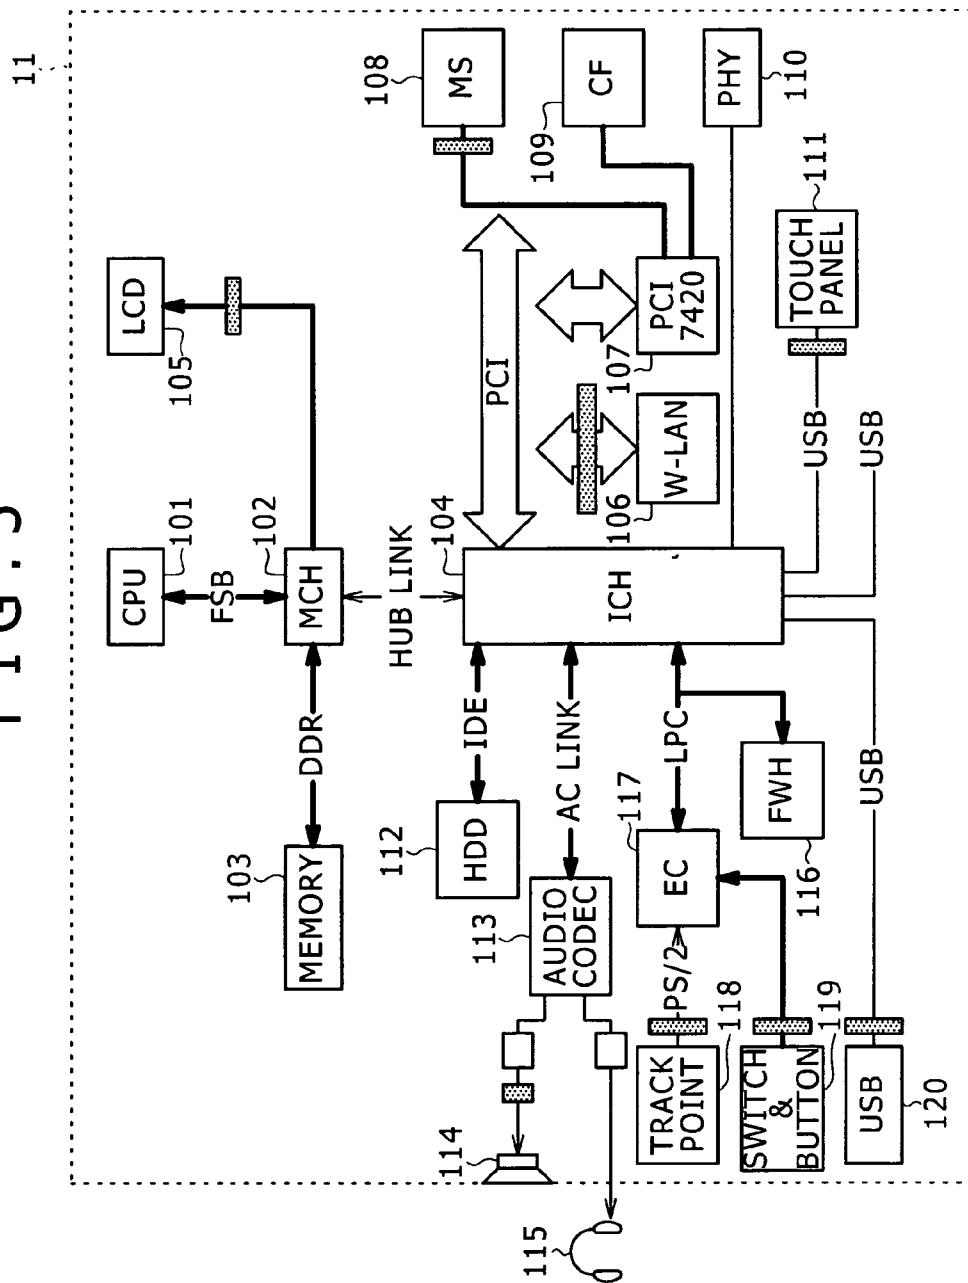 FIG.
11
CPU
101
LCD
105
FSB
103
MEMORY
DDR
102
MCH
108
MS
HUB LINK
104
ICH
112
HDD
IDE
PCI
114
113
AUDIO
CODEC
AC LINK
115
109
CF
106
W-LAN
107
PCI
7420
117
EC
LPC
TRACK
POINT
118
PS/2
110
PHY
FWH
116
SWITCH
&
BUTTON
119
111
TOUCH
PANEL
USB
USB
120
USB
USB